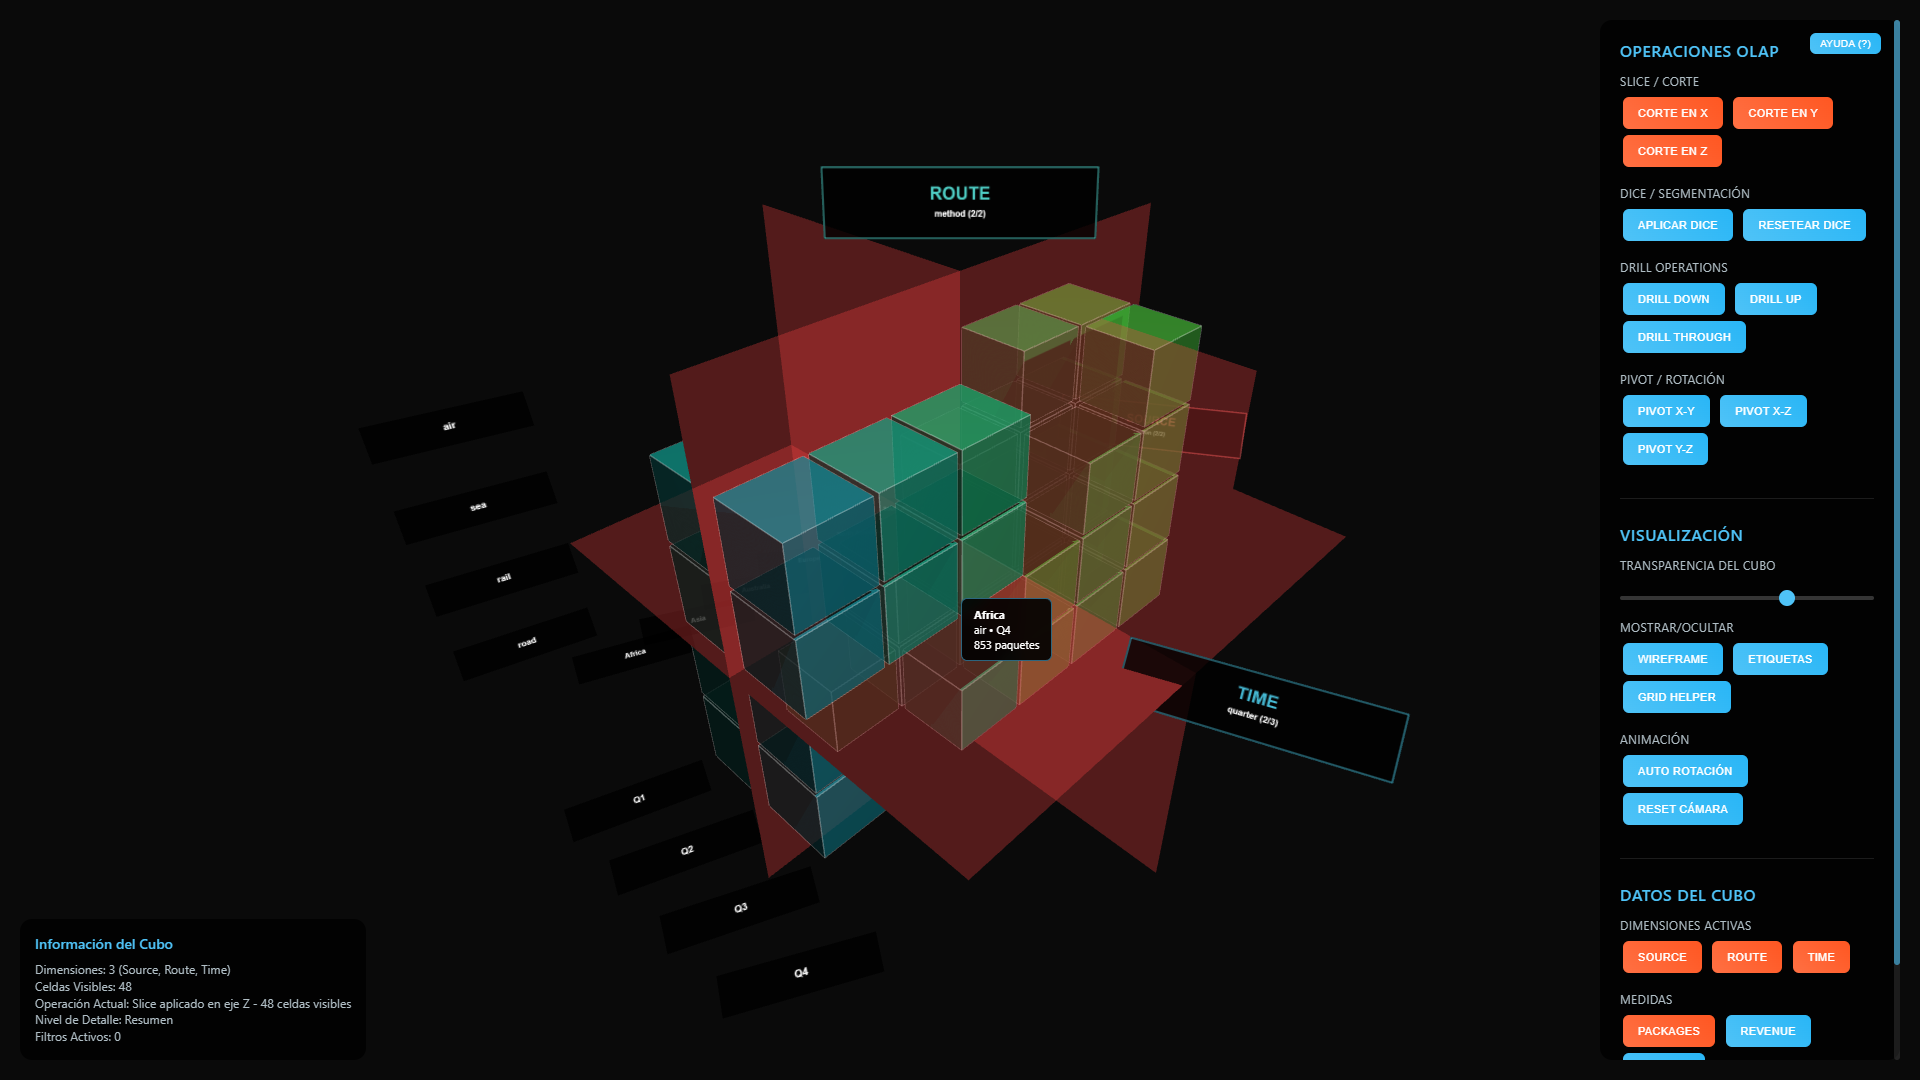 ROUTE
method (2/2)
air
sea
rail
road
Asia
Africa
Africa
air • Q4
853 paquetes
TIME
quarter (2/3)
Q1
Q2
Q3
Q4
Información del Cubo
Dimensiones: 3 (Source, Route, Time)
Celdas Visibles: 48
Operación Actual: Slice aplicado en eje Z - 48 celdas visibles
Nivel de Detalle: Resumen
Filtros Activos: 0
OPERACIONES OLAP
AYUDA (?)
SLICE / CORTE
CORTE EN X
CORTE EN Y
CORTE EN Z
DICE / SEGMENTACIÓN
APLICAR DICE
RESETEAR DICE
DRILL OPERATIONS
DRILL DOWN
DRILL UP
DRILL THROUGH
PIVOT / ROTACIÓN
PIVOT X-Y
PIVOT X-Z
PIVOT Y-Z
VISUALIZACIÓN
TRANSPARENCIA DEL CUBO
MOSTRAR/OCULTAR
WIREFRAME
ETIQUETAS
GRID HELPER
ANIMACIÓN
AUTO ROTACIÓN
RESET CÁMARA
DATOS DEL CUBO
DIMENSIONES ACTIVAS
SOURCE
ROUTE
TIME
MEDIDAS
PACKAGES
REVENUE